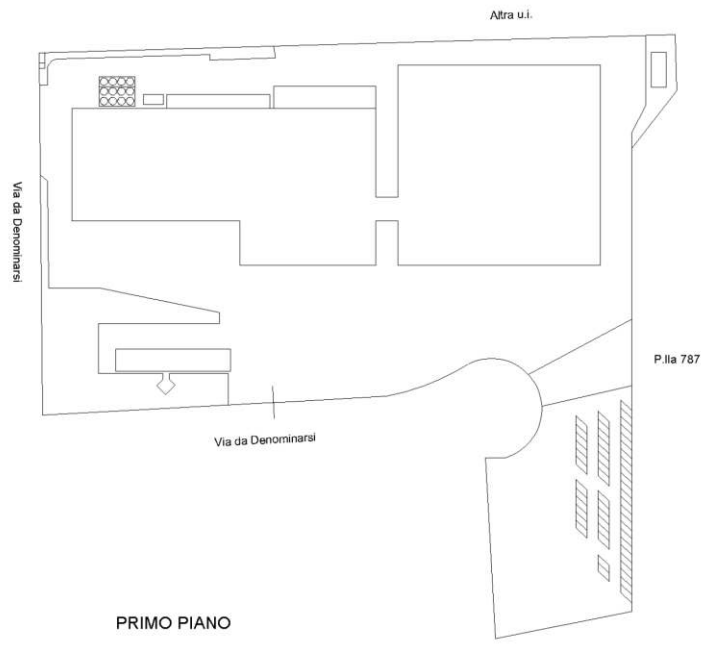 Altra u.i.
Via da Denominarsi
P.lla 787
Via da Denominarsi
PRIMO PIANO